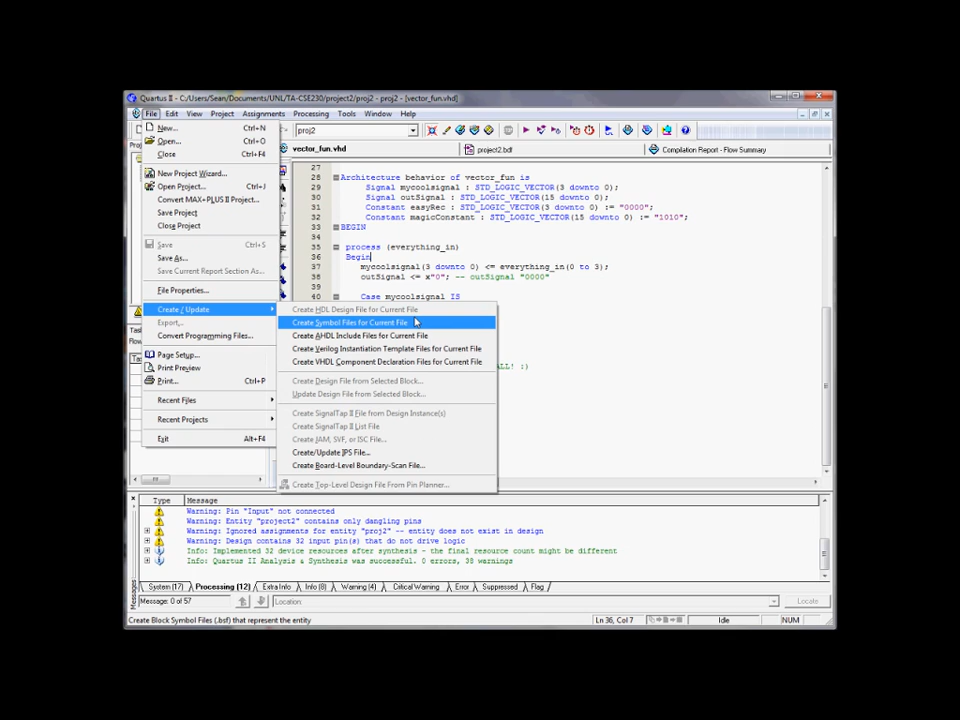 Quartus II - C:/Users/Sean/Documents/UNL/TA-CSE230/project2/proj2 - proj2 - [vector_fun.vhd]
File Edit View Project Assignments Processing Tools Window Help
proj2
New... Ctrl+N
Open... Ctrl+O
Close Ctrl+F4
New Project Wizard...
Open Project... Ctrl+J
Convert MAX+PLUS II Project...
Save Project
Close Project
Save Ctrl+S
Save As...
Save Current Report Section As...
File Properties...
Create / Update
Export...
Convert Programming Files...
Page Setup...
Print Preview
Print... Ctrl+P
Recent Files
Recent Projects
Exit Alt+F4
vector_fun.vhd project2.bdf Compilation Report - Flow Summary
27
28 Architecture behavior of vector_fun is
29 Signal mycoolsignal : STD_LOGIC_VECTOR(3 downto 0);
30 Signal outSignal : STD_LOGIC_VECTOR(15 downto 0);
31 Constant easyRec : STD_LOGIC_VECTOR(3 downto 0) := "0000";
32 Constant magicConstant : STD_LOGIC_VECTOR(15 downto 0) := "1010";
33 BEGIN
34
35 process (everything_in)
36 Begin
37 mycoolsignal(3 downto 0) <= everything_in(0 to 3);
38 outSignal <= x"0"; -- outSignal "0000"
39
40 Case mycoolsignal IS
Create HDL Design File for Current File
Create Symbol Files for Current File
Create AHDL Include Files for Current File
Create Verilog Instantiation Template Files for Current File
Create VHDL Component Declaration Files for Current File
Create Design File from Selected Block...
Update Design File from Selected Block...
Create SignalTap II File from Design Instance(s)
Create SignalTap II List File
Create JAM, SVF, or ISC File...
Create/Update IPS File...
Create Board-Level Boundary-Scan File...
Create Top-Level Design File From Pin Planner...
ALL! :)
Type Message
Warning: Pin "Input" not connected
Warning: Entity "project2" contains only dangling pins
Warning: Ignored assignments for entity "proj2" -- entity does not exist in design
Warning: Design contains 32 input pin(s) that do not drive logic
Info: Implemented 32 device resources after synthesis - the final resource count might be different
Info: Quartus II Analysis & Synthesis was successful. 0 errors, 38 warnings
System (17) Processing (12) Extra Info Info (8) Warning (4) Critical Warning Error Suppressed Flag
Messages
Message: 0 of 57 Location: Locate
Create Block Symbol Files (.bsf) that represent the entity Ln 36, Col 7 Idle NUM